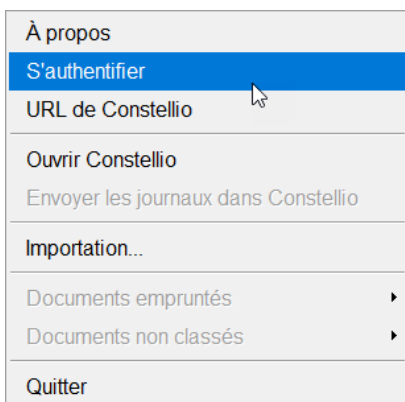 À propos
S'authentifier
URL de Constellio
Ouvrir Constellio
Envoyer les journaux dans Constellio
Importation...
Documents empruntés
Documents non classés
Quitter